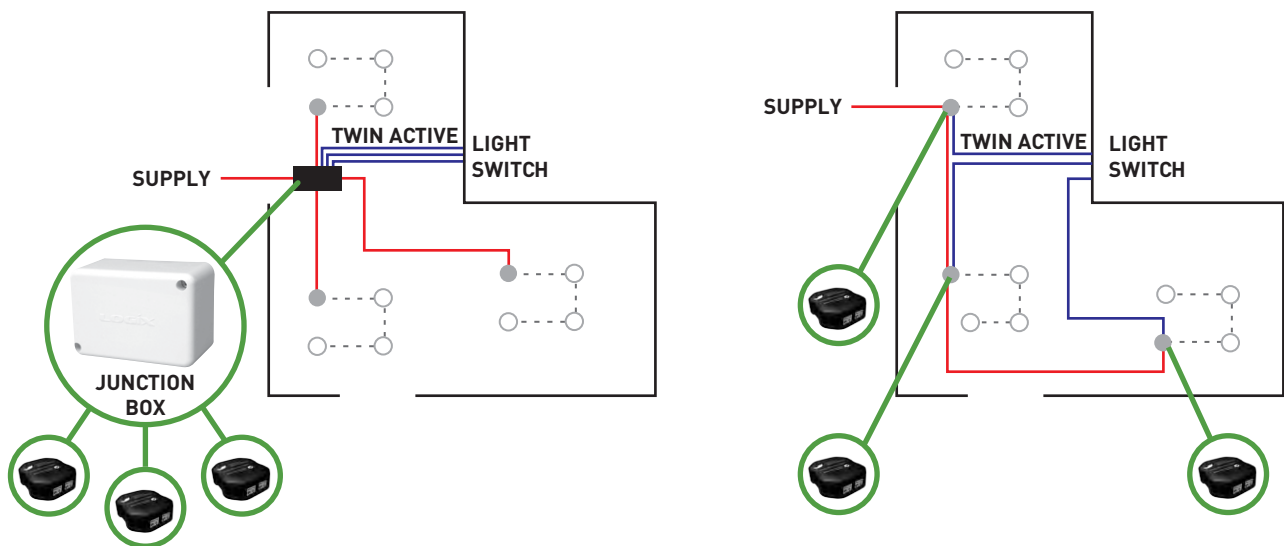 TWIN ACTIVE
LIGHT
SWITCH
SUPPLY
JUNCTION
BOX
SUPPLY
TWIN ACTIVE
LIGHT
SWITCH